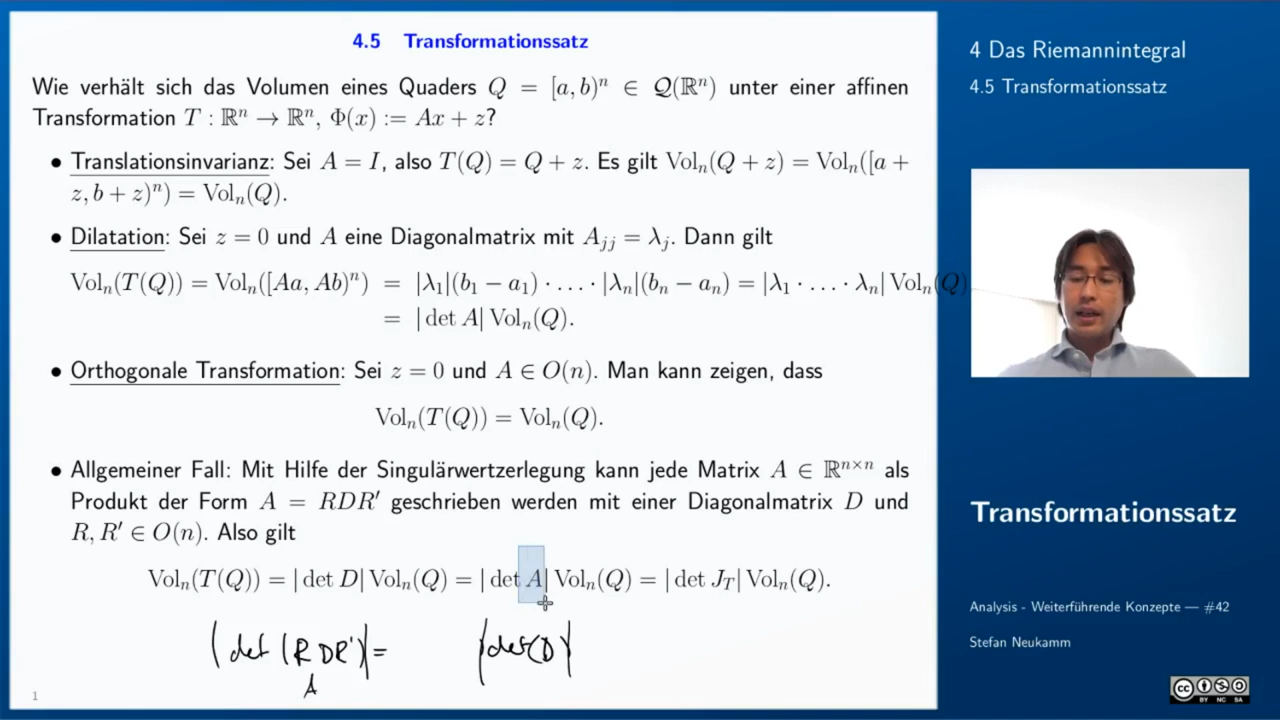 4.5 Transformationssatz
Wie verhält sich das Volumen eines Quaders Q = [a, b)ⁿ ∈ 𝒬(ℝⁿ) unter einer affinen
Transformation T : ℝⁿ → ℝⁿ, Φ(x) := Ax + z?
• Translationsinvarianz: Sei A = I, also T(Q) = Q + z. Es gilt Volₙ(Q + z) = Volₙ([a +
z, b + z)ⁿ) = Volₙ(Q).
• Dilatation: Sei z = 0 und A eine Diagonalmatrix mit Aⱼⱼ = λⱼ. Dann gilt
Volₙ(T(Q)) = Volₙ([Aa, Ab)ⁿ) = |λ₁|(b₁ − a₁) · . . . · |λₙ|(bₙ − aₙ) = |λ₁ · . . . · λₙ| Volₙ(Q)
= | det A| Volₙ(Q).
• Orthogonale Transformation: Sei z = 0 und A ∈ O(n). Man kann zeigen, dass
Volₙ(T(Q)) = Volₙ(Q).
• Allgemeiner Fall: Mit Hilfe der Singulärwertzerlegung kann jede Matrix A ∈ ℝⁿˣⁿ als
Produkt der Form A = RDR′ geschrieben werden mit einer Diagonalmatrix D und
R, R′ ∈ O(n). Also gilt
Volₙ(T(Q)) = | det D| Volₙ(Q) = | det A| Volₙ(Q) = | det J_T| Volₙ(Q).
|det (R DR′)| = |det(D)|
A
1
4 Das Riemannintegral
4.5 Transformationssatz
Transformationssatz
Analysis - Weiterführende Konzepte — #42
Stefan Neukamm
cc
BY NC SA